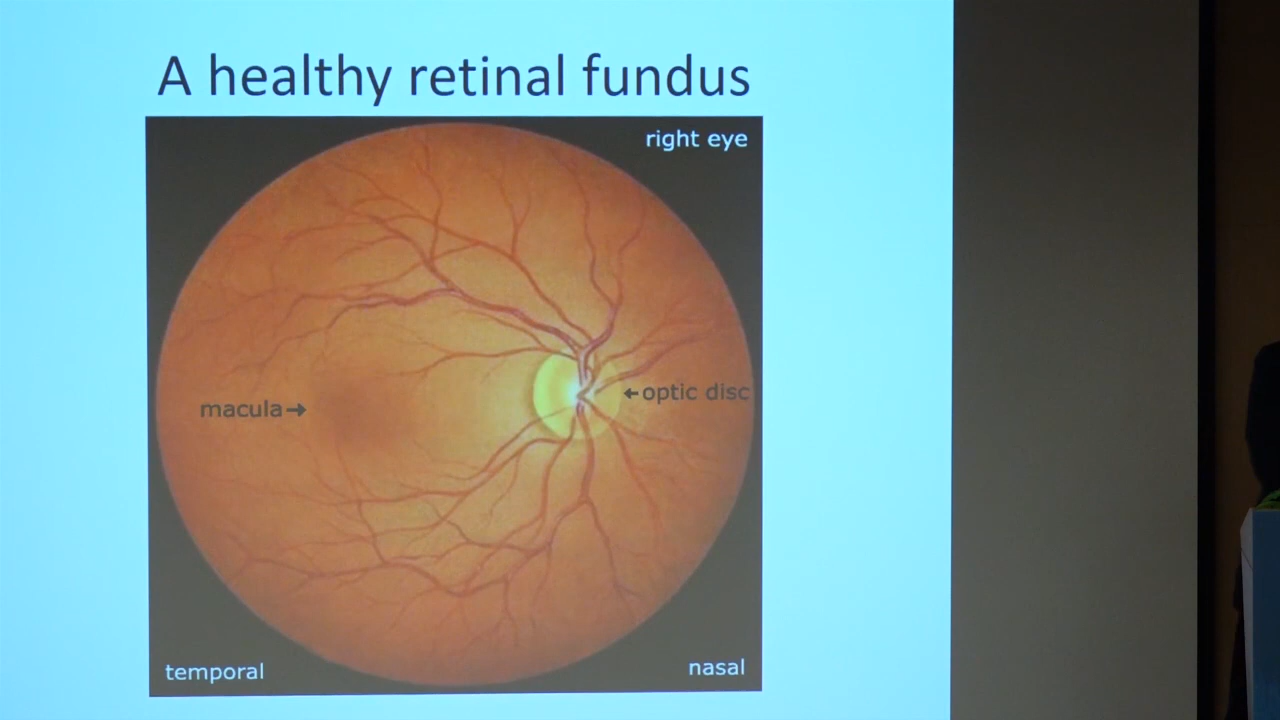 A healthy retinal fundus
right eye
macula→
←optic disc
temporal
nasal